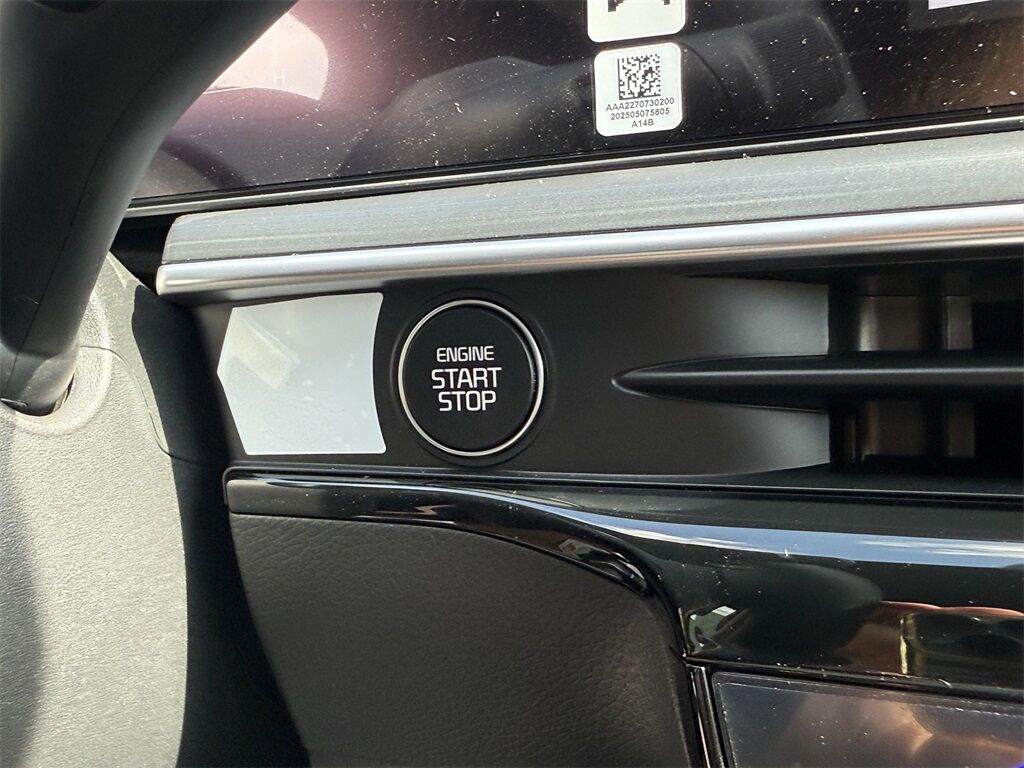 H
AAA2270730200
202505075805
A14B
ENGINE
START
STOP